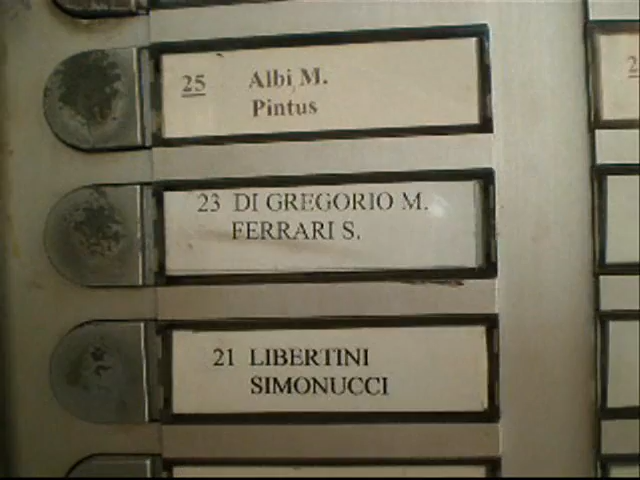 25 Albi M.
Pintus
23 DI GREGORIO M.
FERRARI S.
21 LIBERTINI
SIMONUCCI